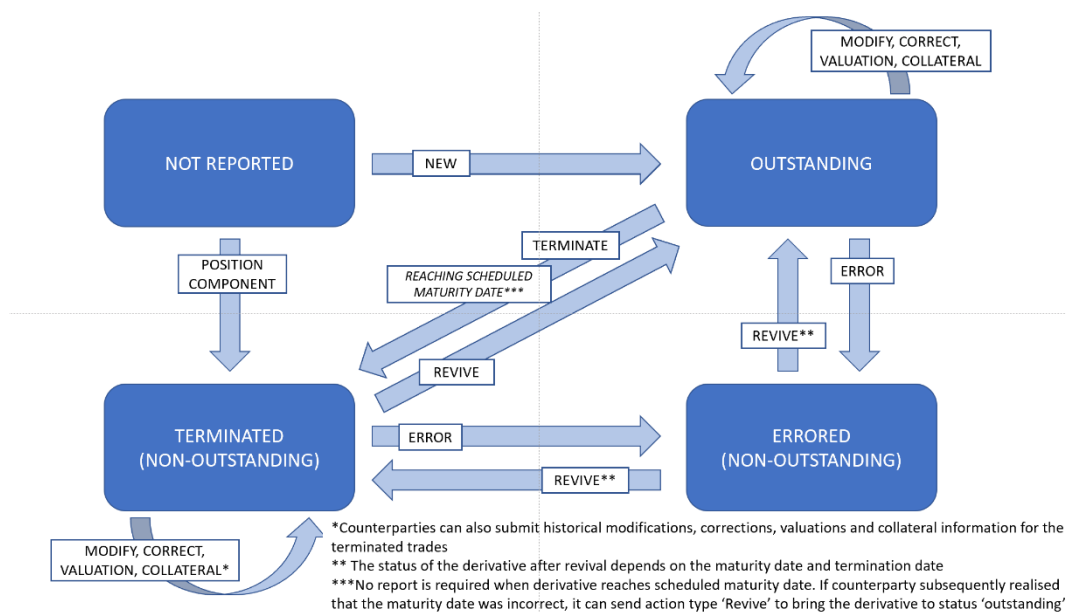 MODIFY, CORRECT,
VALUATION, COLLATERAL
NOT REPORTED
NEW
OUTSTANDING
POSITION
COMPONENT
TERMINATE
REACHING SCHEDULED
MATURITY DATE***
REVIVE
ERROR
REVIVE**
TERMINATED
(NON-OUTSTANDING)
ERROR
REVIVE**
ERRORED
(NON-OUTSTANDING)
MODIFY, CORRECT,
VALUATION, COLLATERAL*
*Counterparties can also submit historical modifications, corrections, valuations and collateral information for the
terminated trades
** The status of the derivative after revival depends on the maturity date and termination date
***No report is required when derivative reaches scheduled maturity date. If counterparty subsequently realised
that the maturity date was incorrect, it can send action type ‘Revive’ to bring the derivative to status ‘outstanding’